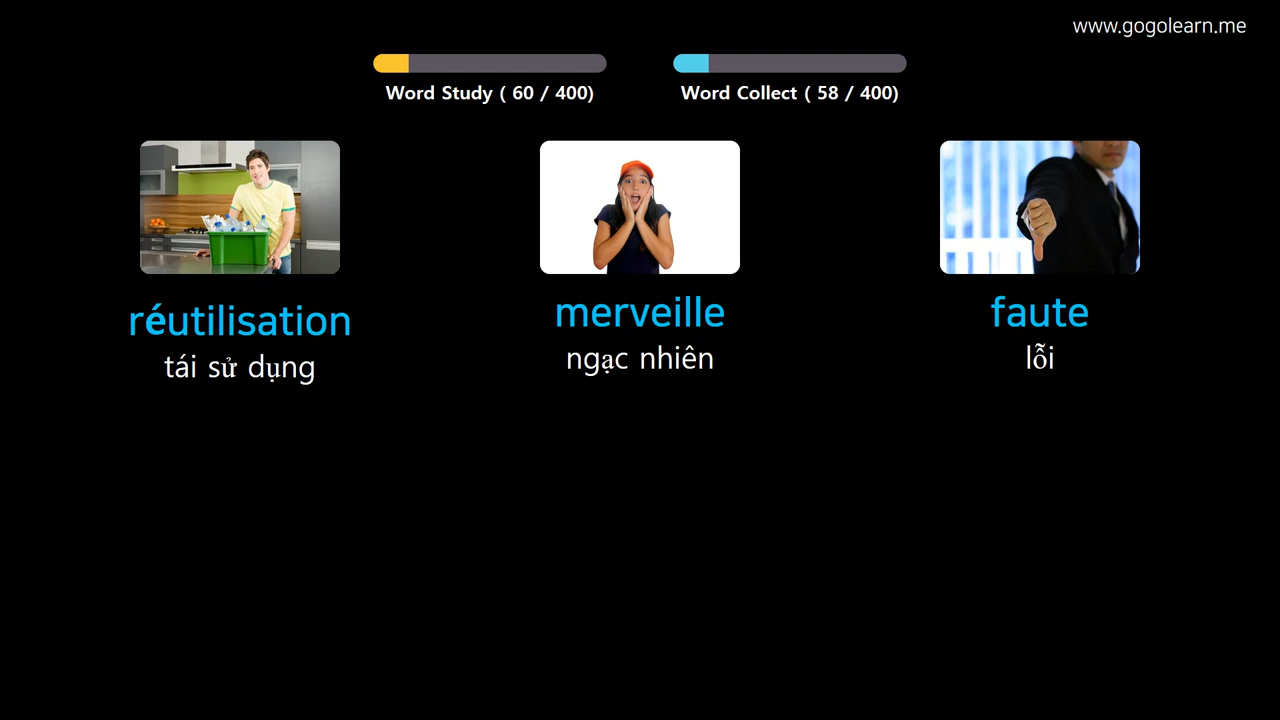 www.gogolearn.me
Word Study ( 60 / 400)
Word Collect ( 58 / 400)
réutilisation
tái sử dụng
merveille
ngạc nhiên
faute
lỗi